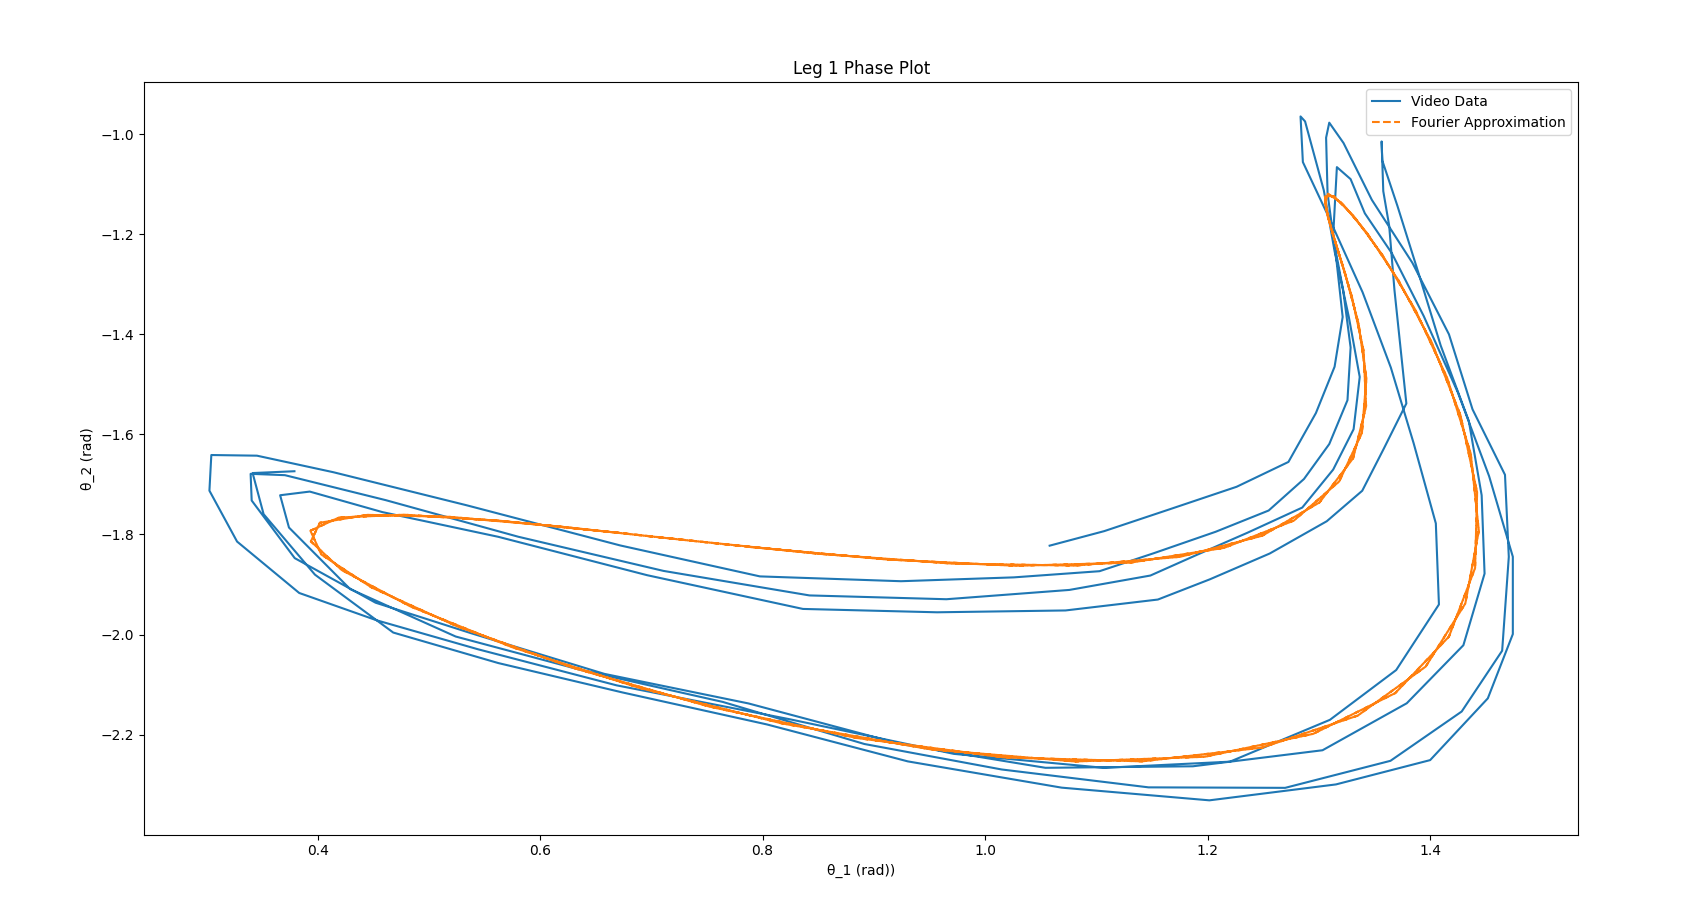 Leg 1 Phase Plot
Video Data
Fourier Approximation
−1.0
−1.2
−1.4
−1.6
−1.8
−2.0
−2.2
θ_2 (rad)
0.4 0.6 0.8 1.0 1.2 1.4
θ_1 (rad))